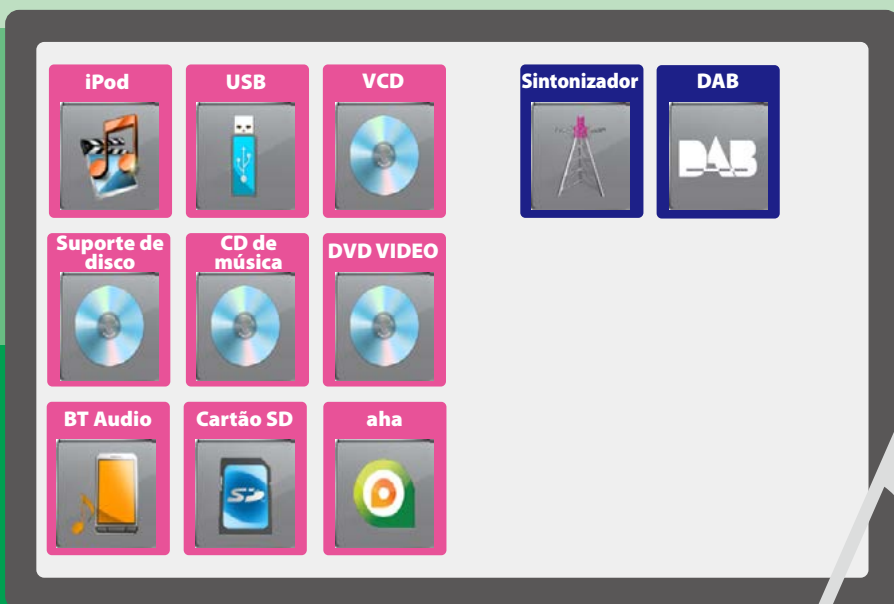 iPod
USB
VCD
Sintonizador
DAB
DAB
Suporte de
disco
CD de
música
DVD VIDEO
BT Audio
Cartão SD
SD
aha